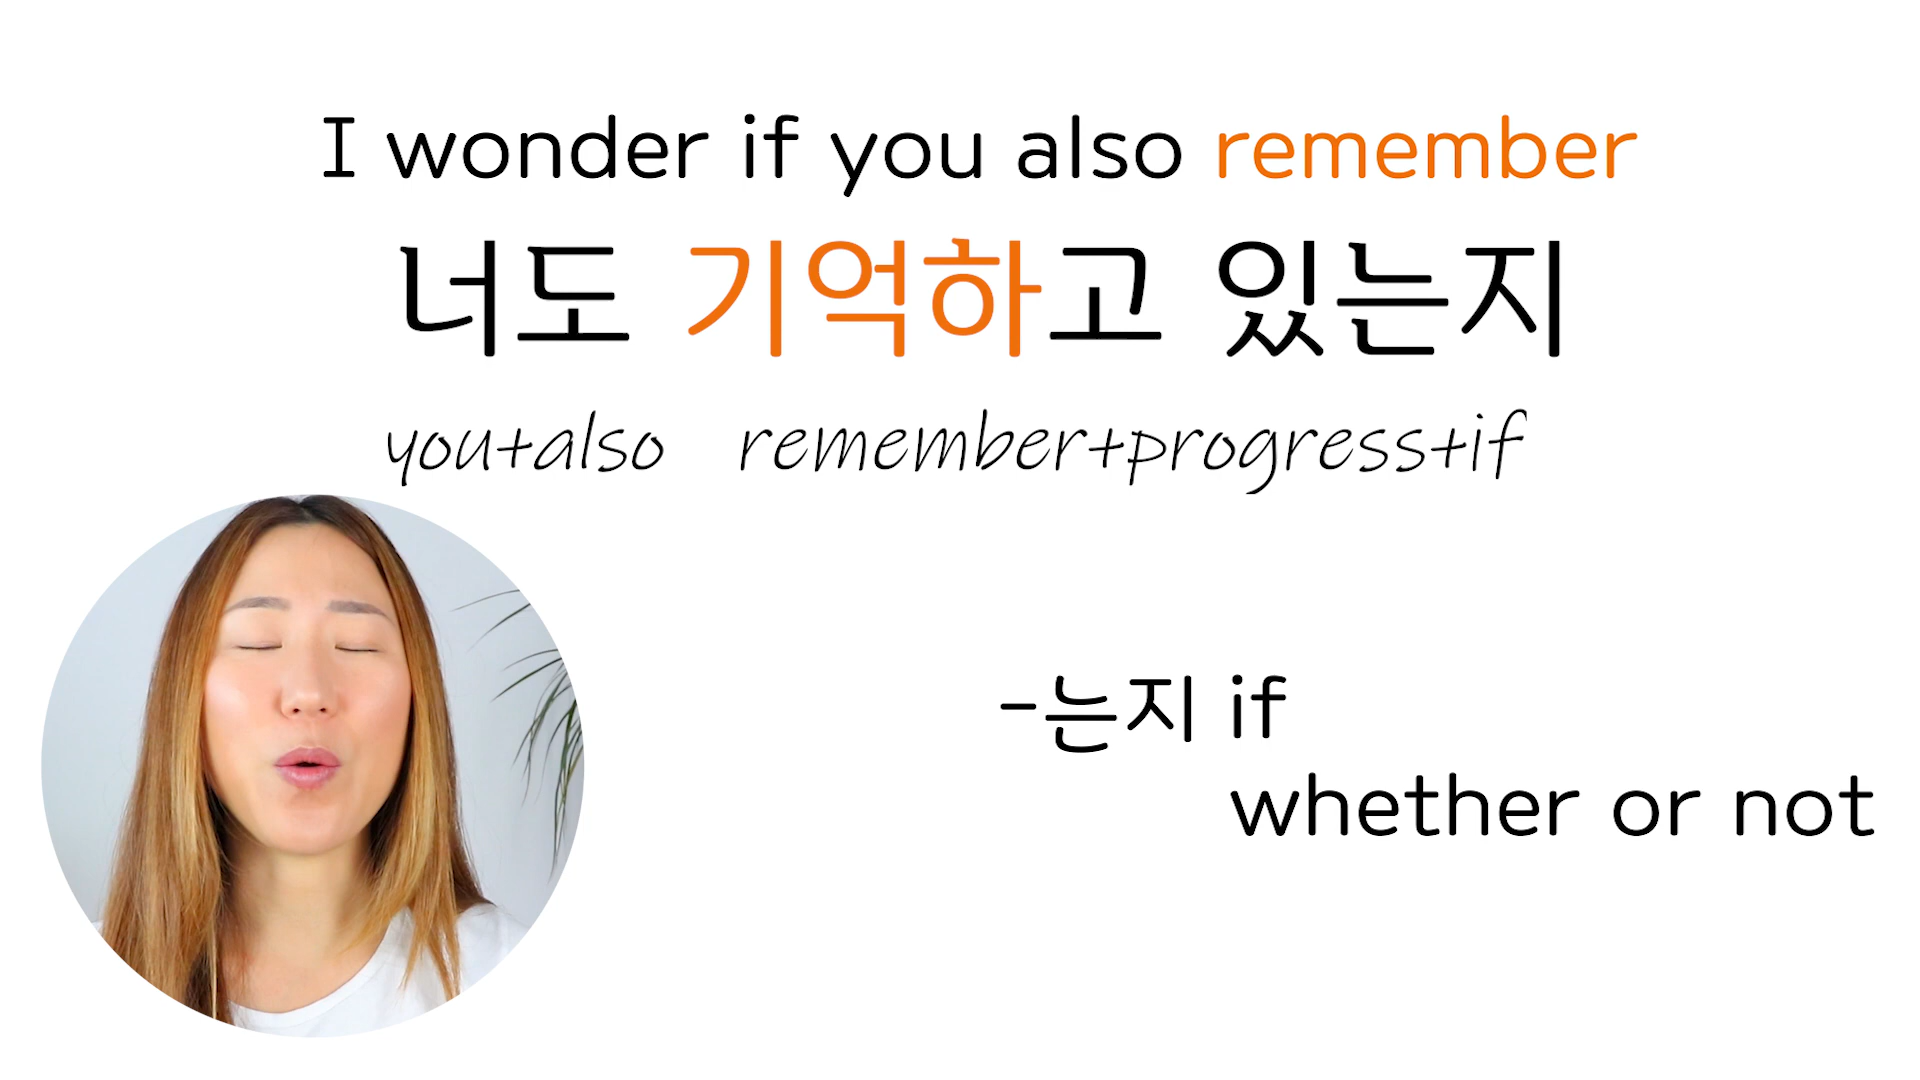 I wonder if you also remember
너도 기억하고 있는지
you+also remember+progress+if
-는지 if
whether or not